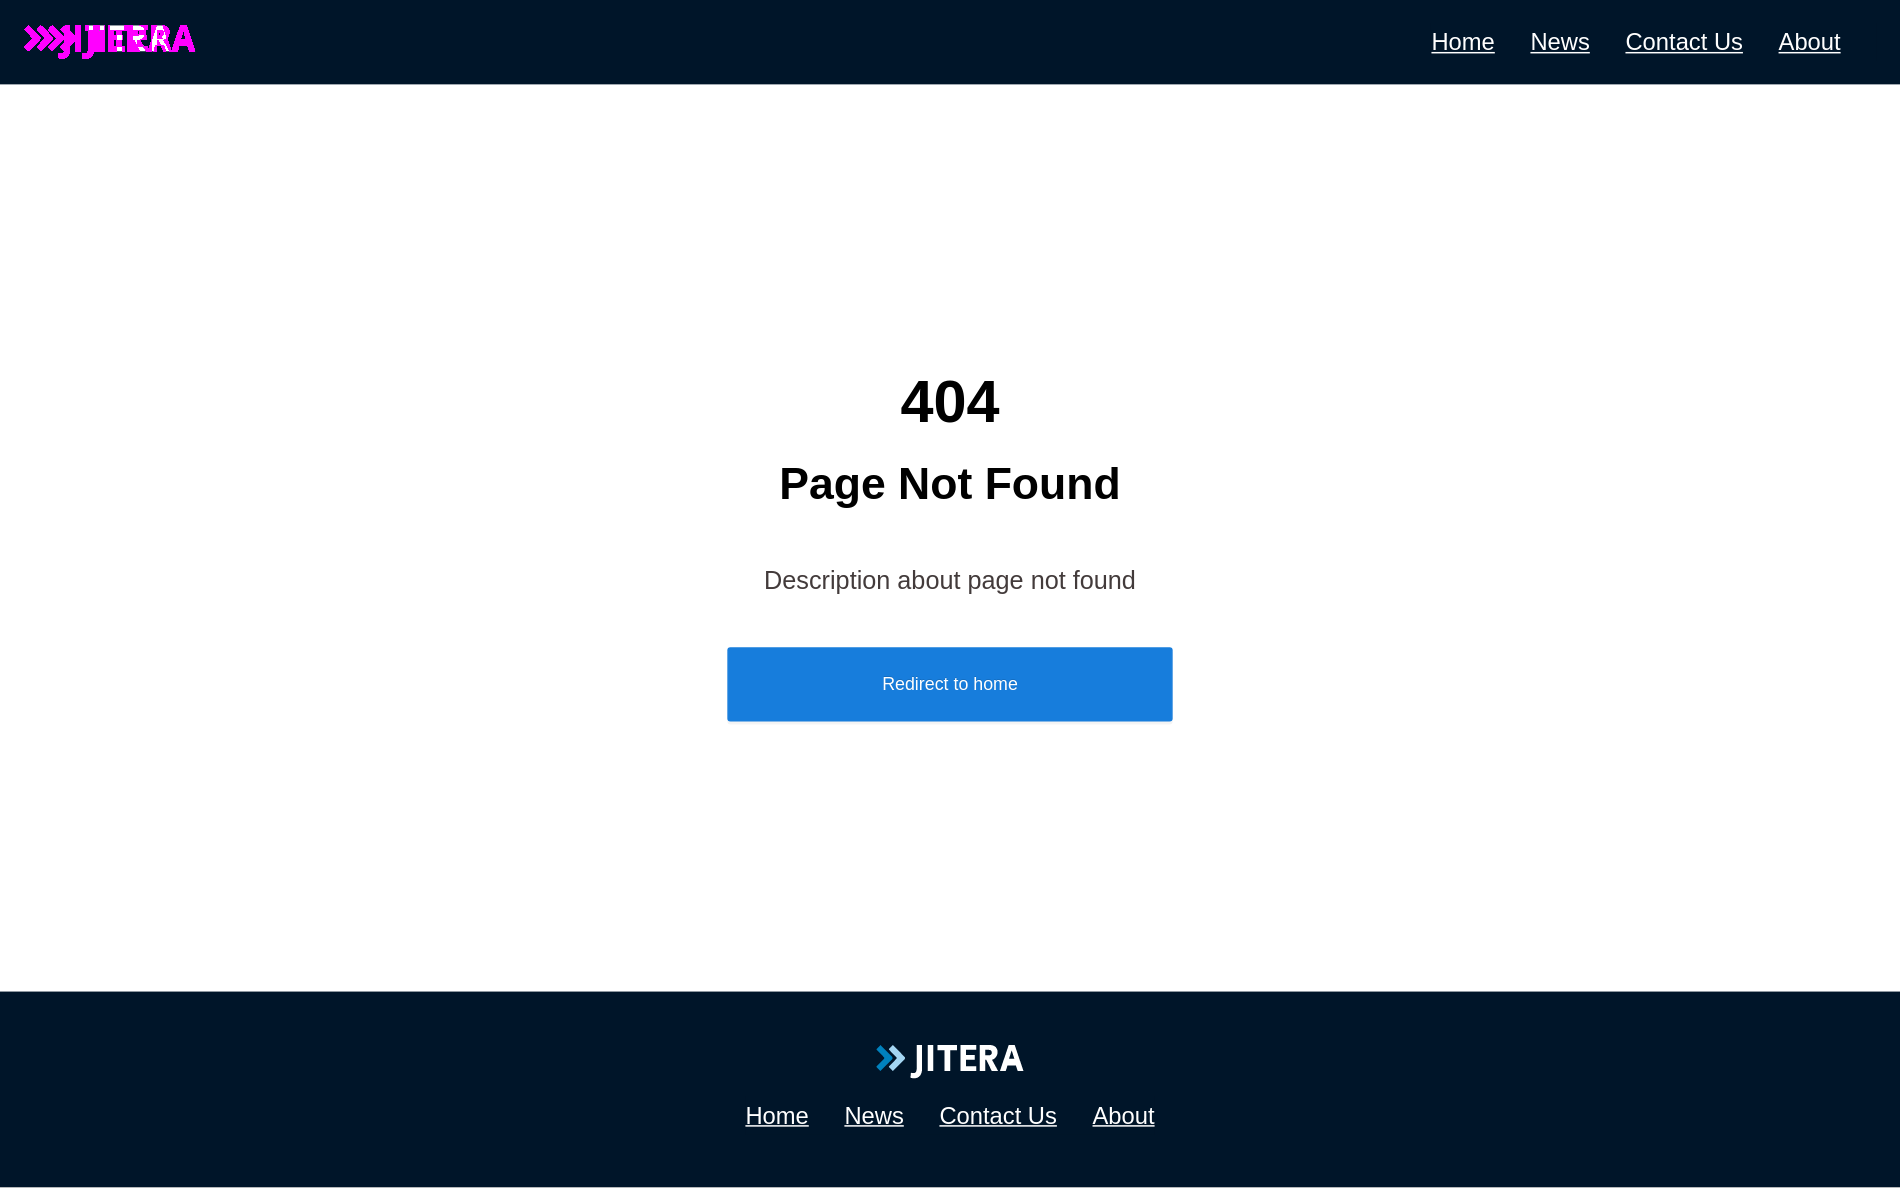 JITERA
Home News Contact Us About
404
Page Not Found
Description about page not found
Redirect to home
JITERA
Home News Contact Us About